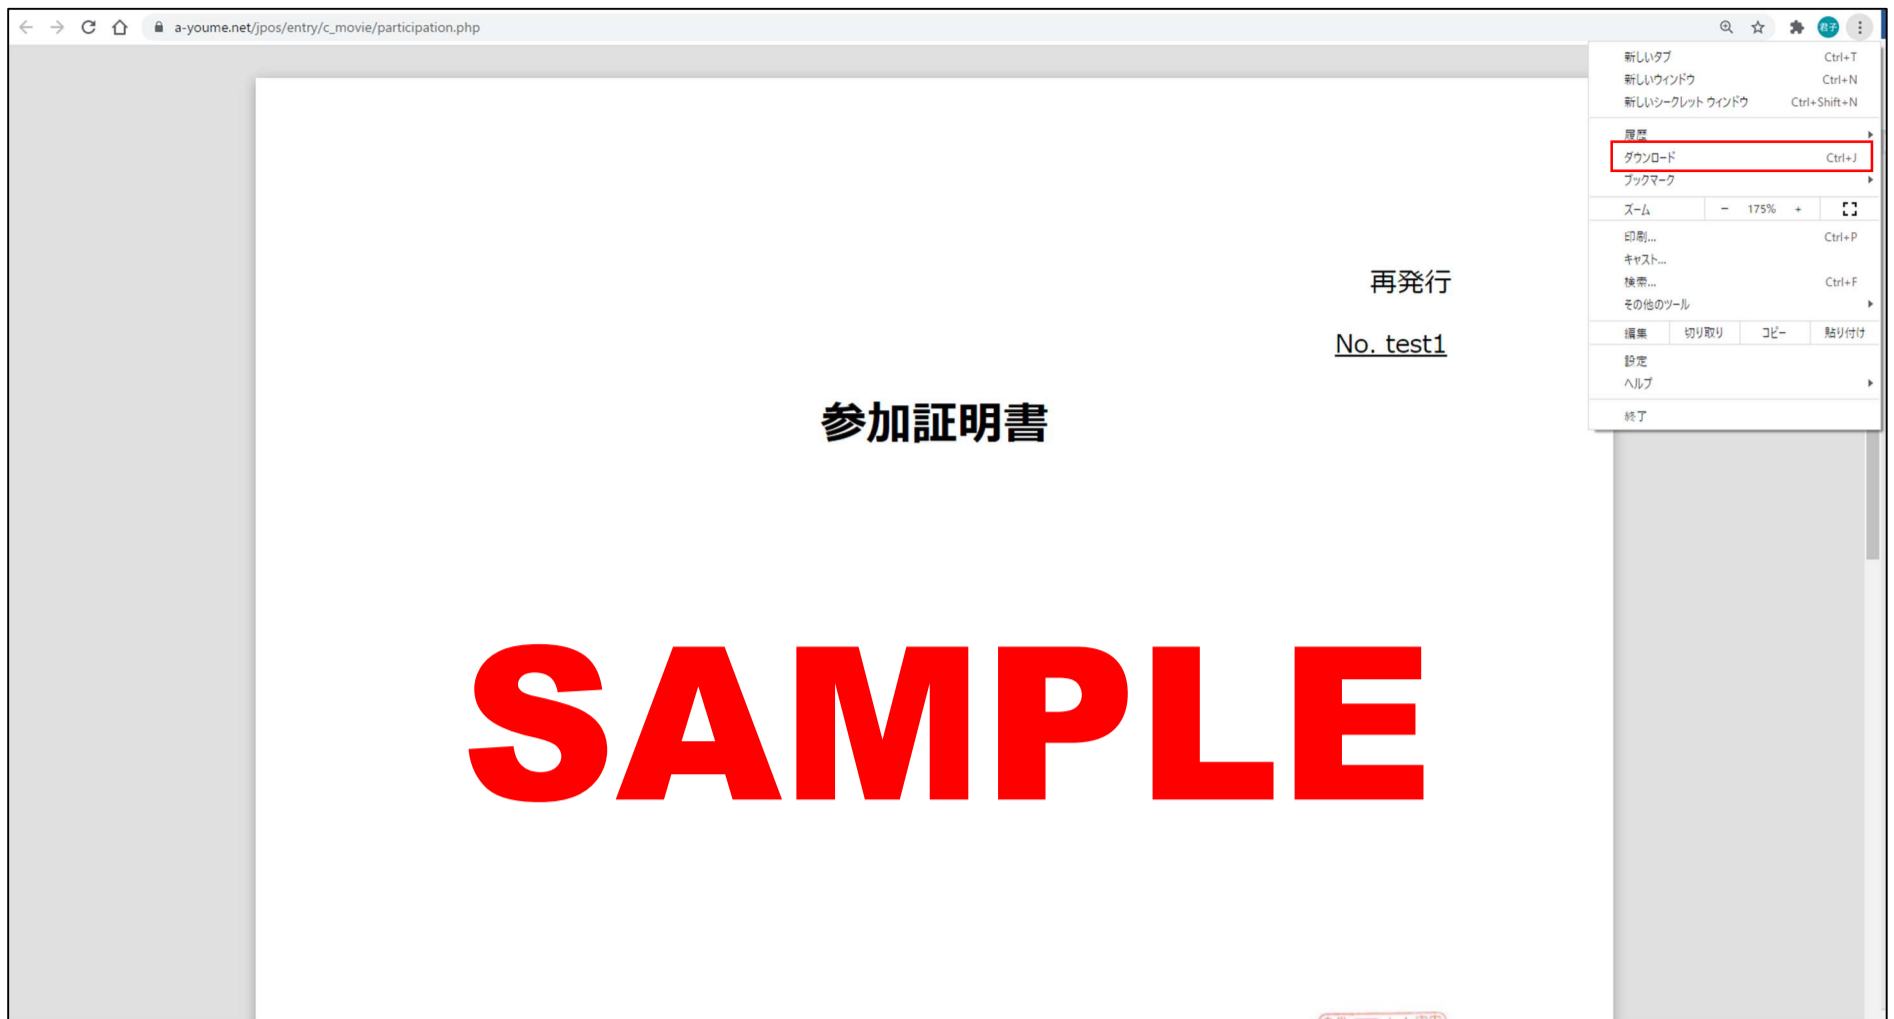 a-youme.net/jpos/entry/c_movie/participation.php
君子
新しいタブ Ctrl+T
新しいウィンドウ Ctrl+N
新しいシークレット ウィンドウ Ctrl+Shift+N
履歴
ダウンロード Ctrl+J
ブックマーク
ズーム － 175% +
印刷... Ctrl+P
キャスト...
検索... Ctrl+F
その他のツール
編集 切り取り コピー 貼り付け
設定
ヘルプ
終了
再発行
No. test1
参加証明書
SAMPLE